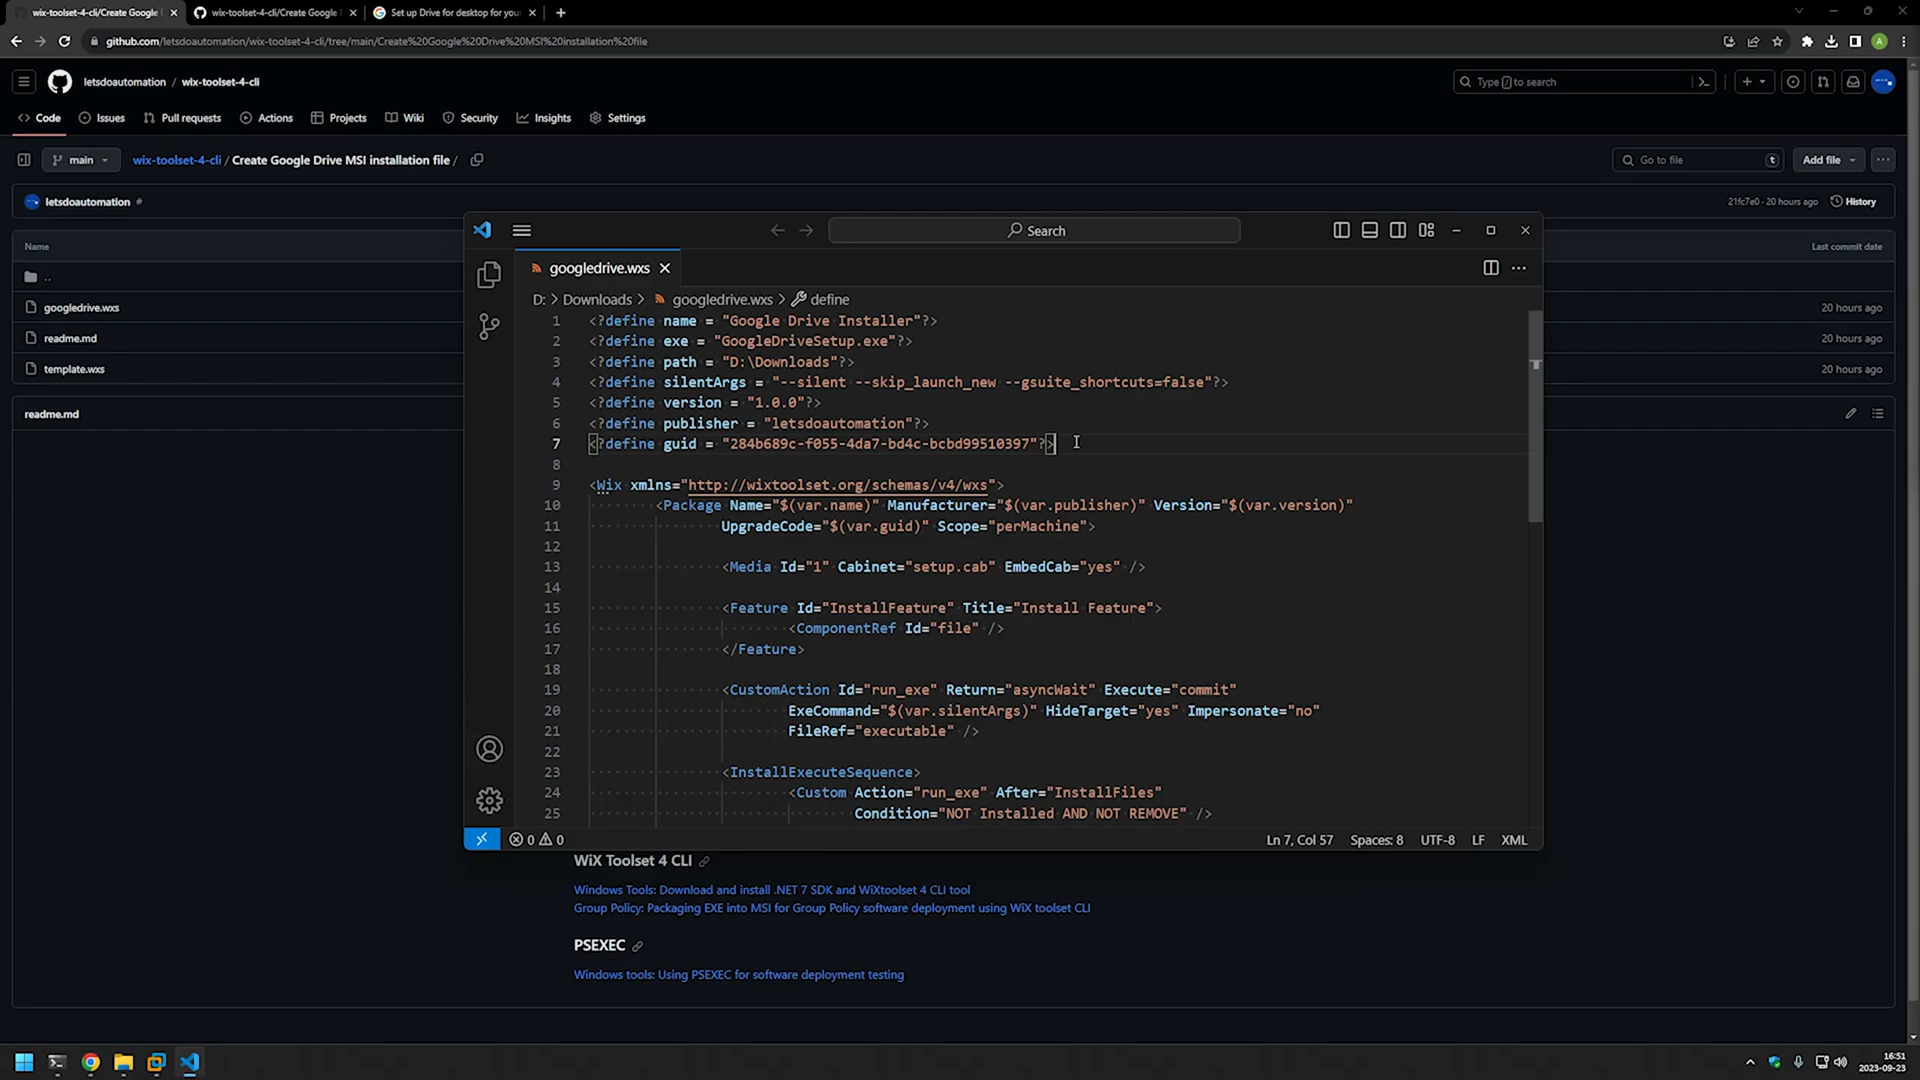 wix-toolset-4-cli/Create Google
wix-toolset-4-cli/Create Google
Set up Drive for desktop for you
github.com/letsdoautomation/wix-toolset-4-cli/tree/main/Create%20Google%20Drive%20MSI%20installation%20file
A
letsdoautomation / wix-toolset-4-cli
Type / to search
Code
Issues
Pull requests
Actions
Projects
Wiki
Security
Insights
Settings
main
wix-toolset-4-cli / Create Google Drive MSI installation file /
Go to file
t
Add file
letsdoautomation
21fc7e0 · 20 hours ago
History
Name
Last commit date
..
googledrive.wxs
20 hours ago
readme.md
20 hours ago
template.wxs
20 hours ago
readme.md
Search
googledrive.wxs
D: > Downloads > googledrive.wxs > define
1 <?define name = "Google Drive Installer"?>
2 <?define exe = "GoogleDriveSetup.exe"?>
3 <?define path = "D:\Downloads"?>
4 <?define silentArgs = "--silent --skip_launch_new --gsuite_shortcuts=false"?>
5 <?define version = "1.0.0"?>
6 <?define publisher = "letsdoautomation"?>
7 <?define guid = "284b689c-f055-4da7-bd4c-bcbd99510397"?>
8
9 <Wix xmlns="http://wixtoolset.org/schemas/v4/wxs">
10 <Package Name="$(var.name)" Manufacturer="$(var.publisher)" Version="$(var.version)"
11 UpgradeCode="$(var.guid)" Scope="perMachine">
12
13 <Media Id="1" Cabinet="setup.cab" EmbedCab="yes" />
14
15 <Feature Id="InstallFeature" Title="Install Feature">
16 <ComponentRef Id="file" />
17 </Feature>
18
19 <CustomAction Id="run_exe" Return="asyncWait" Execute="commit"
20 ExeCommand="$(var.silentArgs)" HideTarget="yes" Impersonate="no"
21 FileRef="executable" />
22
23 <InstallExecuteSequence>
24 <Custom Action="run_exe" After="InstallFiles"
25 Condition="NOT Installed AND NOT REMOVE" />
0
0
Ln 7, Col 57
Spaces: 8
UTF-8
LF
XML
WiX Toolset 4 CLI
Windows Tools: Download and install .NET 7 SDK and WiXtoolset 4 CLI tool
Group Policy: Packaging EXE into MSI for Group Policy software deployment using WiX toolset CLI
PSEXEC
Windows tools: Using PSEXEC for software deployment testing
16:51
2023-09-23